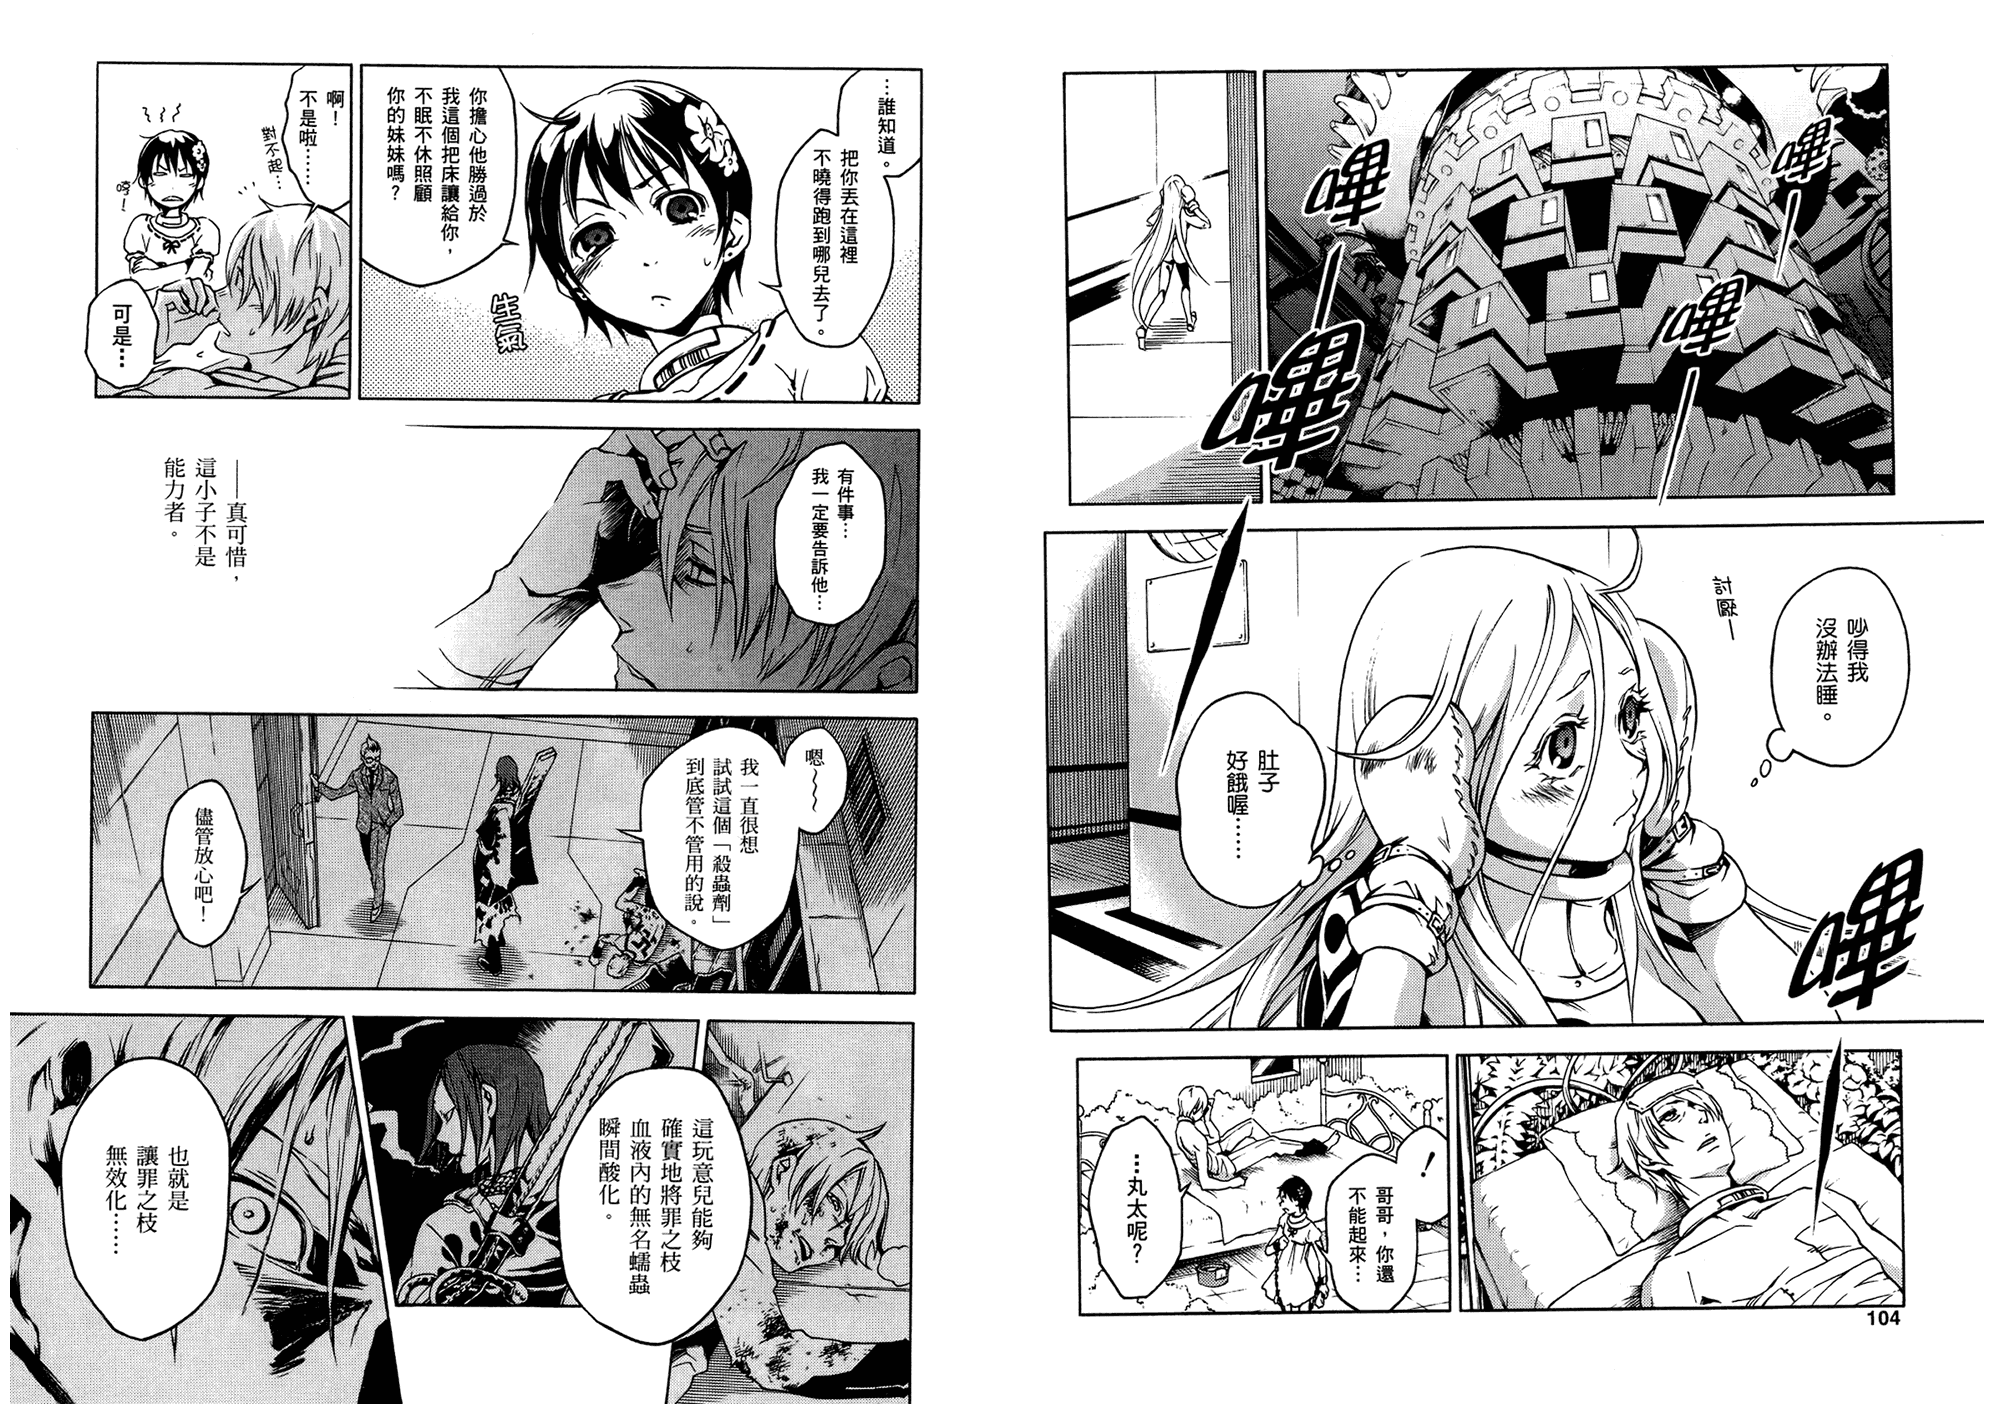 嗶
嗶
嗶
嗶
吵得我
沒辦法睡。
討厭—
肚子
好餓喔……
嗶
！
哥哥，你還
不能起來…
…丸太呢？
104
…誰知道。
把你丟在這裡
不曉得跑到哪兒去了。
你擔心他勝過於
我這個把床讓給你，
不眠不休照顧
你的妹妹嗎？
生氣
啊！
不是啦……
對不起…
哼！
可是…
有件事…
我一定要告訴他…
——真可惜，
這小子不是
能力者。
嗯～～
我一直很想
試試這個「殺蟲劑」
到底管不管用的說。
儘管放心吧！
這玩意兒能夠
確實地將罪之枝
血液內的無名蠕蟲
瞬間酸化。
也就是
讓罪之枝
無效化……